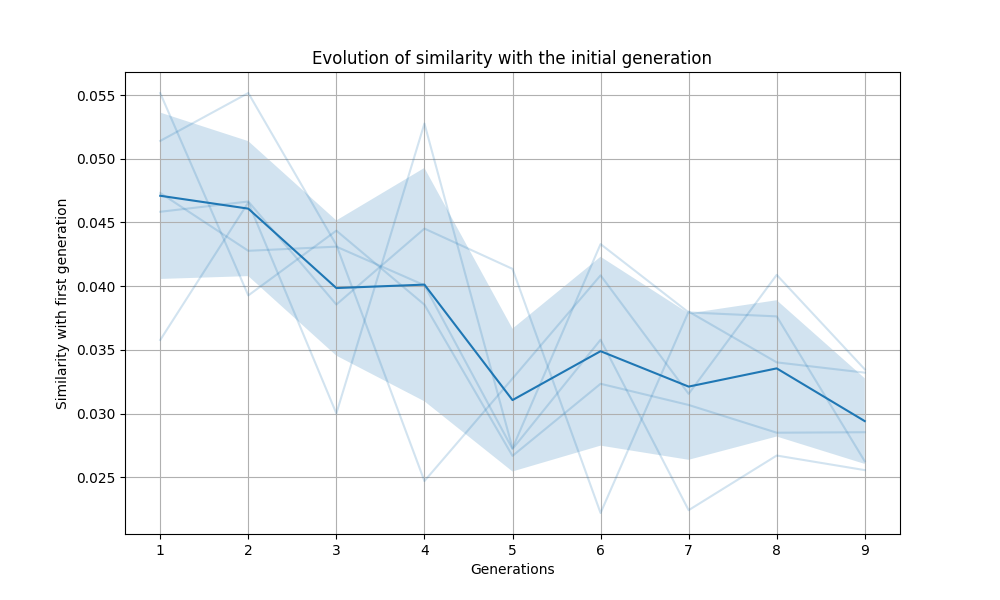 Evolution of similarity with the initial generation
Similarity with first generation
0.055
0.050
0.045
0.040
0.035
0.030
0.025
1 2 3 4 5 6 7 8 9
Generations